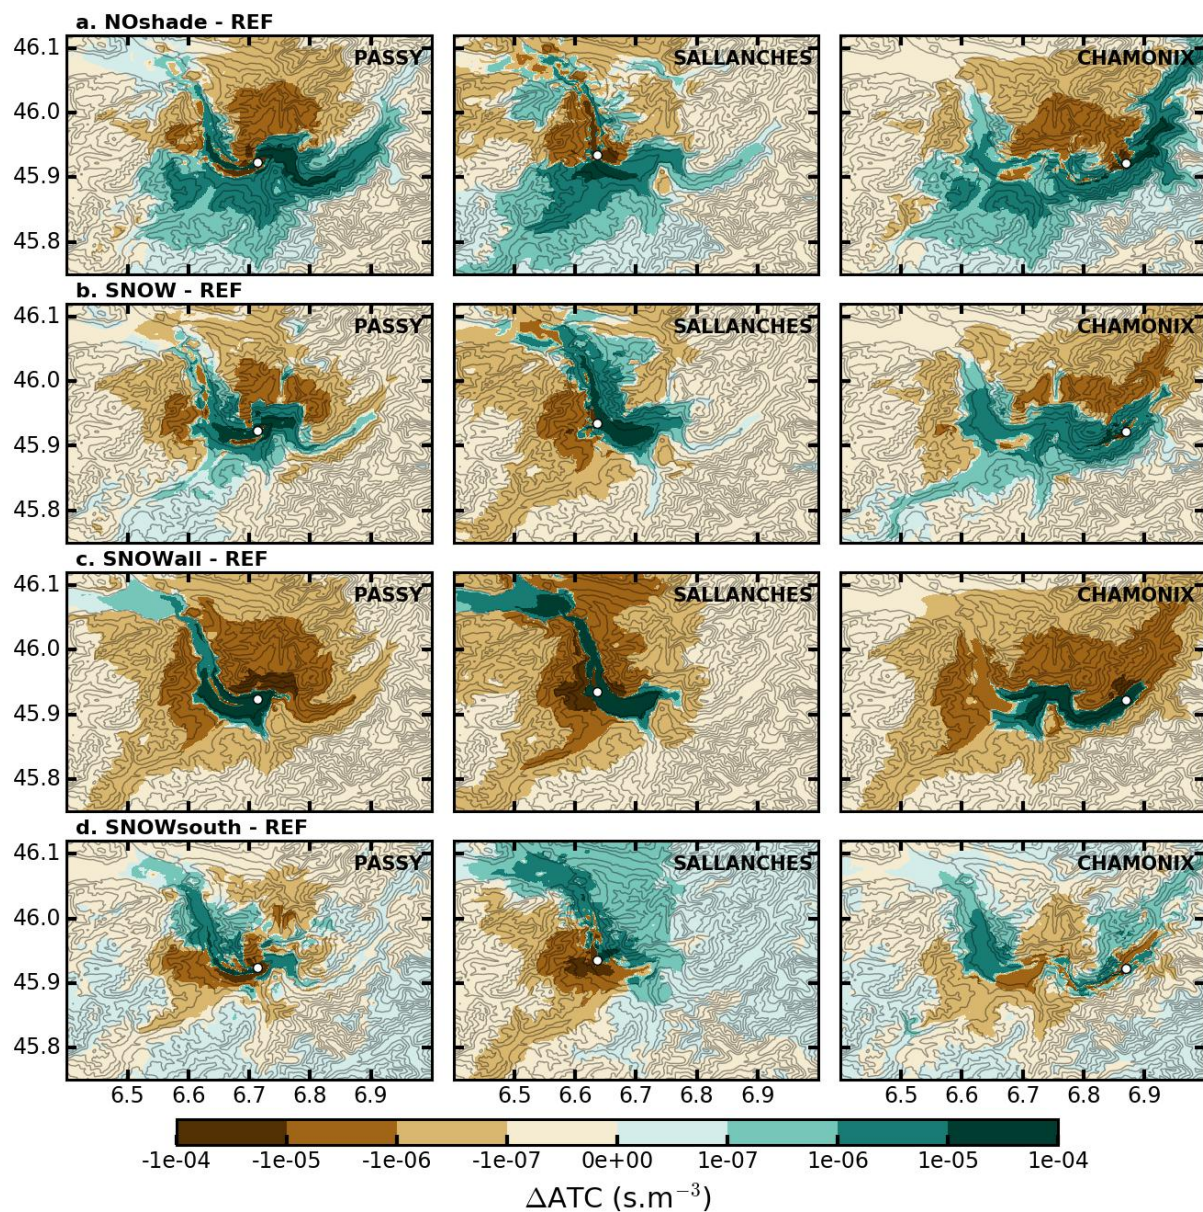 a. NOshade - REF
46.1 PASSY SALLANCHES CHAMONIX
46.0
45.9
45.8
b. SNOW - REF
46.1 PASSY SALLANCHES CHAMONIX
46.0
45.9
45.8
c. SNOWall - REF
46.1 PASSY SALLANCHES CHAMONIX
46.0
45.9
45.8
d. SNOWsouth - REF
46.1 PASSY SALLANCHES CHAMONIX
46.0
45.9
45.8
6.5 6.6 6.7 6.8 6.9 6.5 6.6 6.7 6.8 6.9 6.5 6.6 6.7 6.8 6.9
-1e-04 -1e-05 -1e-06 -1e-07 0e+00 1e-07 1e-06 1e-05 1e-04
ΔATC (s.m⁻³)